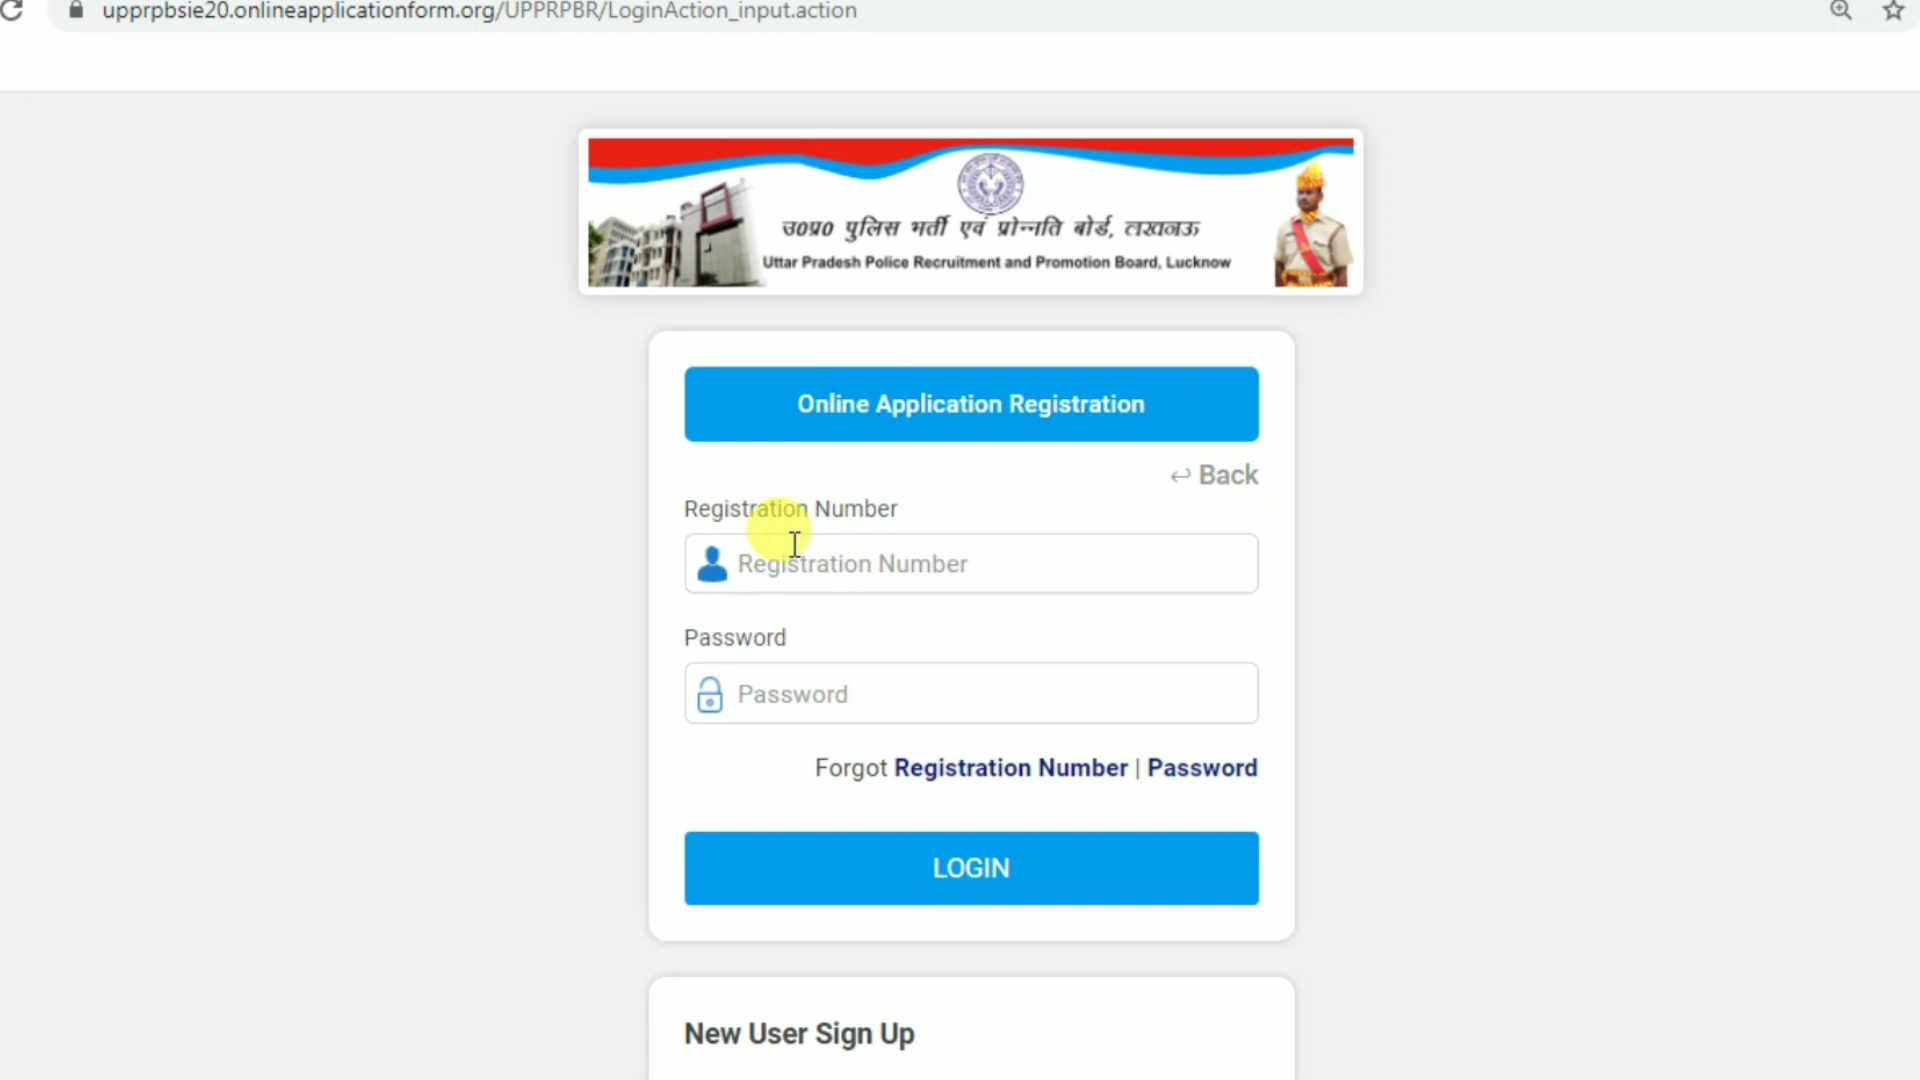 upprpbsie20.onlineapplicationform.org/UPPRPBR/LoginAction_input.action
उ०प्र० पुलिस भर्ती एवं प्रोन्नति बोर्ड, लखनऊ
Uttar Pradesh Police Recruitment and Promotion Board, Lucknow
Online Application Registration
Back
Registration Number
Registration Number
Password
Password
Forgot Registration Number | Password
LOGIN
New User Sign Up